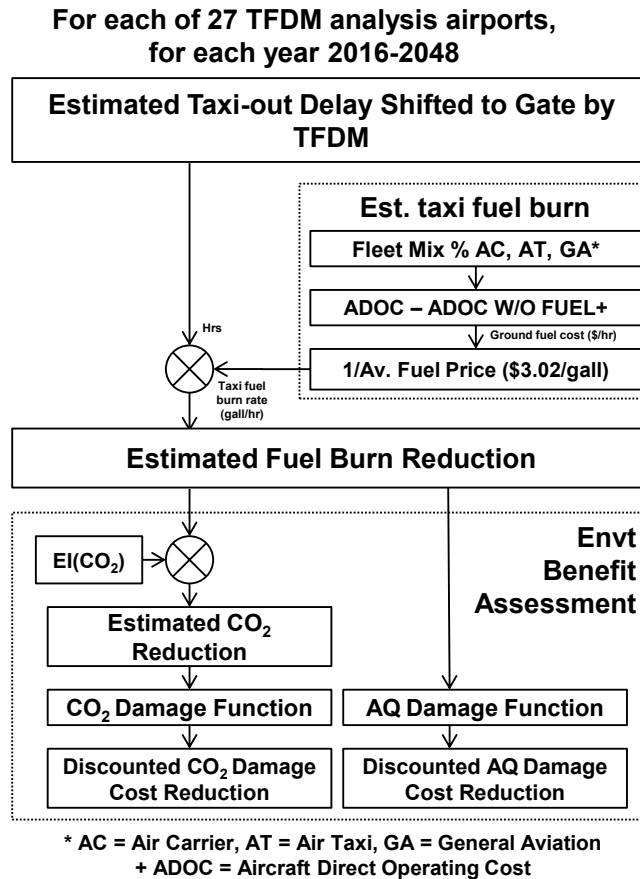 For each of 27 TFDM analysis airports,
for each year 2016-2048
Estimated Taxi-out Delay Shifted to Gate by
TFDM
Est. taxi fuel burn
Fleet Mix % AC, AT, GA*
ADOC – ADOC W/O FUEL+
Ground fuel cost ($/hr)
1/Av. Fuel Price ($3.02/gall)
Hrs
Taxi fuel
burn rate
(gall/hr)
Estimated Fuel Burn Reduction
Envt
Benefit
Assessment
EI(CO₂)
Estimated CO₂
Reduction
CO₂ Damage Function
Discounted CO₂ Damage
Cost Reduction
AQ Damage Function
Discounted AQ Damage
Cost Reduction
* AC = Air Carrier, AT = Air Taxi, GA = General Aviation
+ ADOC = Aircraft Direct Operating Cost